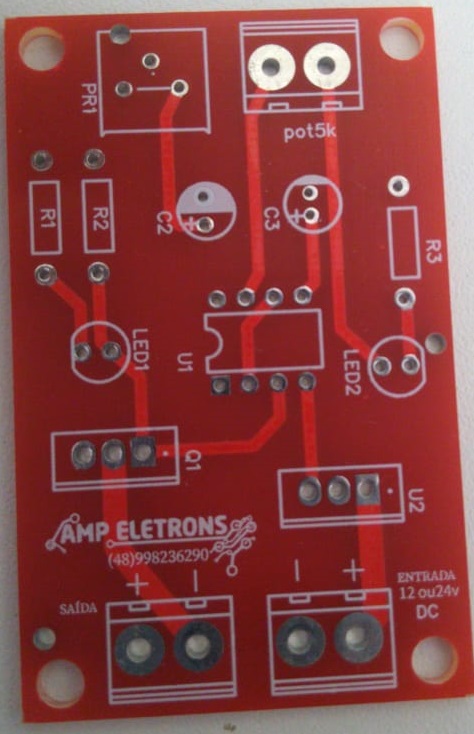 PR1
pot5k
R1
R2
C2
+
C3
+
R3
LED1
U1
LED2
Q1
U2
AMP ELETRONS
(48)998236290
+ -
- +
SAÍDA
ENTRADA
12 ou24v
DC